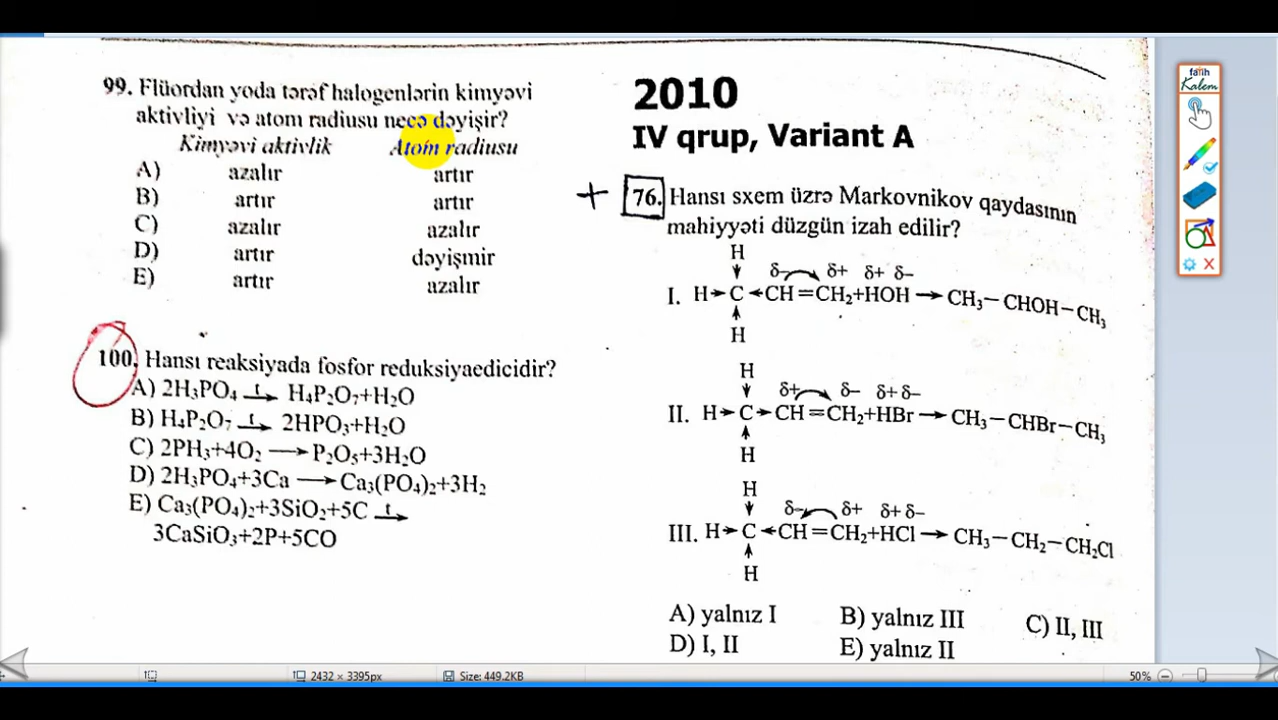 99. Flüordan yoda tərəf halogenlərin kimyəvi
aktivliyi və atom radiusu necə dəyişir?
Kimyəvi aktivlik Atom radiusu
A) azalır artır
B) artır artır
C) azalır azalır
D) artır dəyişmir
E) artır azalır
100. Hansı reaksiyada fosfor reduksiyaedicidir?
A) 2H₃PO₄ —t→ H₄P₂O₇+H₂O
B) H₄P₂O₇ —t→ 2HPO₃+H₂O
C) 2PH₃+4O₂ → P₂O₅+3H₂O
D) 2H₃PO₄+3Ca → Ca₃(PO₄)₂+3H₂
E) Ca₃(PO₄)₂+3SiO₂+5C —t→
3CaSiO₃+2P+5CO
2010
IV qrup, Variant A
+ 76. Hansı sxem üzrə Markovnikov qaydasının
mahiyyəti düzgün izah edilir?
H
δ- δ+ δ+ δ-
I. H→C←CH=CH₂+HOH→CH₃−CHOH−CH₃
H
H
δ+ δ- δ+ δ-
II. H→C→CH=CH₂+HBr→CH₃−CHBr−CH₃
H
H
δ- δ+ δ+ δ-
III. H→C←CH=CH₂+HCl→CH₃−CH₂−CH₂Cl
H
A) yalnız I B) yalnız III C) II, III
D) I, II E) yalnız II
fatih
Kalem
2432 × 3395px Size: 449.2KB 50%